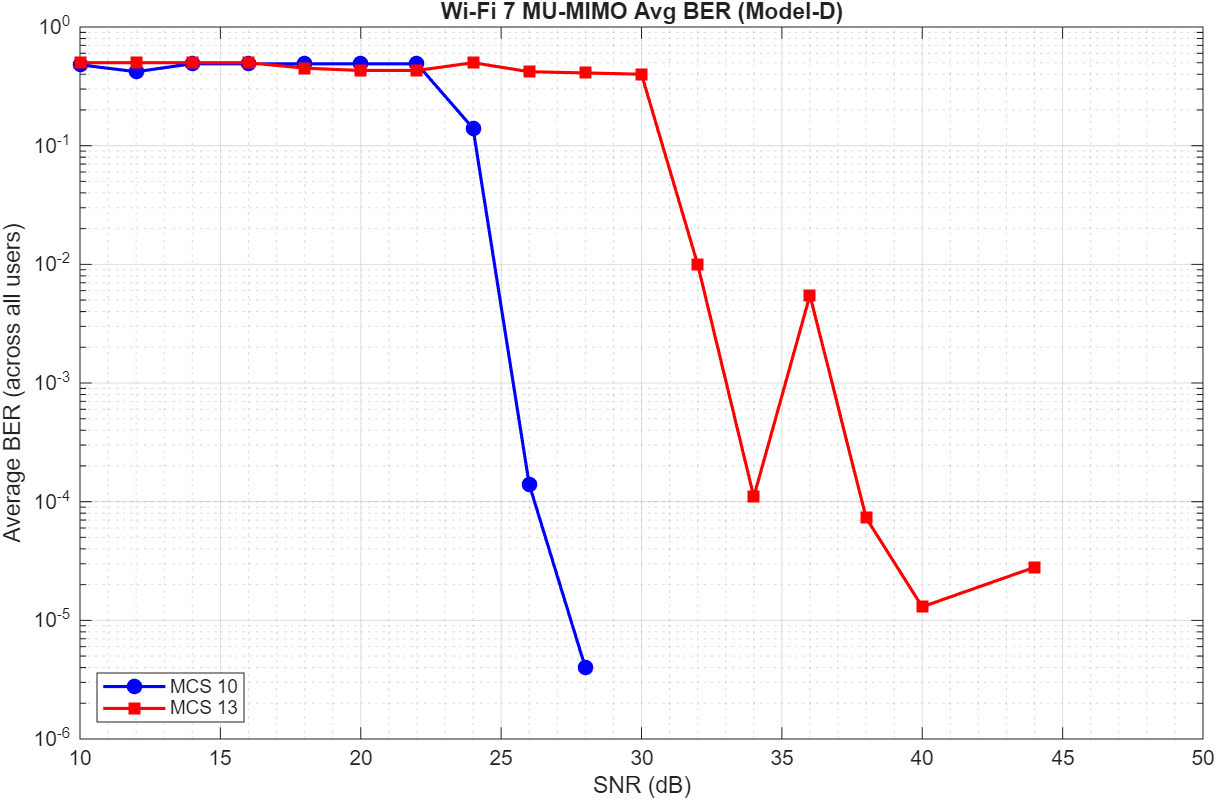 Wi-Fi 7 MU-MIMO Avg BER (Model-D)
10^0
10^-1
10^-2
10^-3
10^-4
10^-5
10^-6
Average BER (across all users)
MCS 10
MCS 13
10 15 20 25 30 35 40 45 50
SNR (dB)